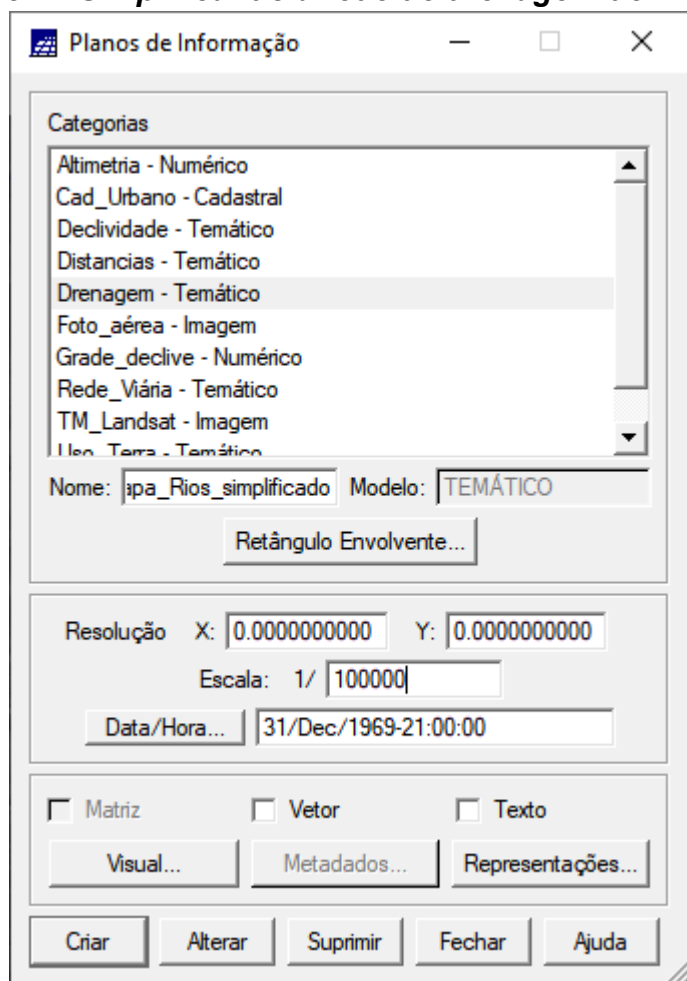 Planos de Informação
Categorias
Altimetria - Numérico
Cad_Urbano - Cadastral
Declividade - Temático
Distancias - Temático
Drenagem - Temático
Foto_aérea - Imagem
Grade_declive - Numérico
Rede_Viária - Temático
TM_Landsat - Imagem
Uso_Terra - Temático
Nome: apa_Rios_simplificado Modelo: TEMÁTICO
Retângulo Envolvente...
Resolução X: 0.0000000000 Y: 0.0000000000
Escala: 1/ 100000
Data/Hora... 31/Dec/1969-21:00:00
Matriz Vetor Texto
Visual... Metadados... Representações...
Criar Alterar Suprimir Fechar Ajuda